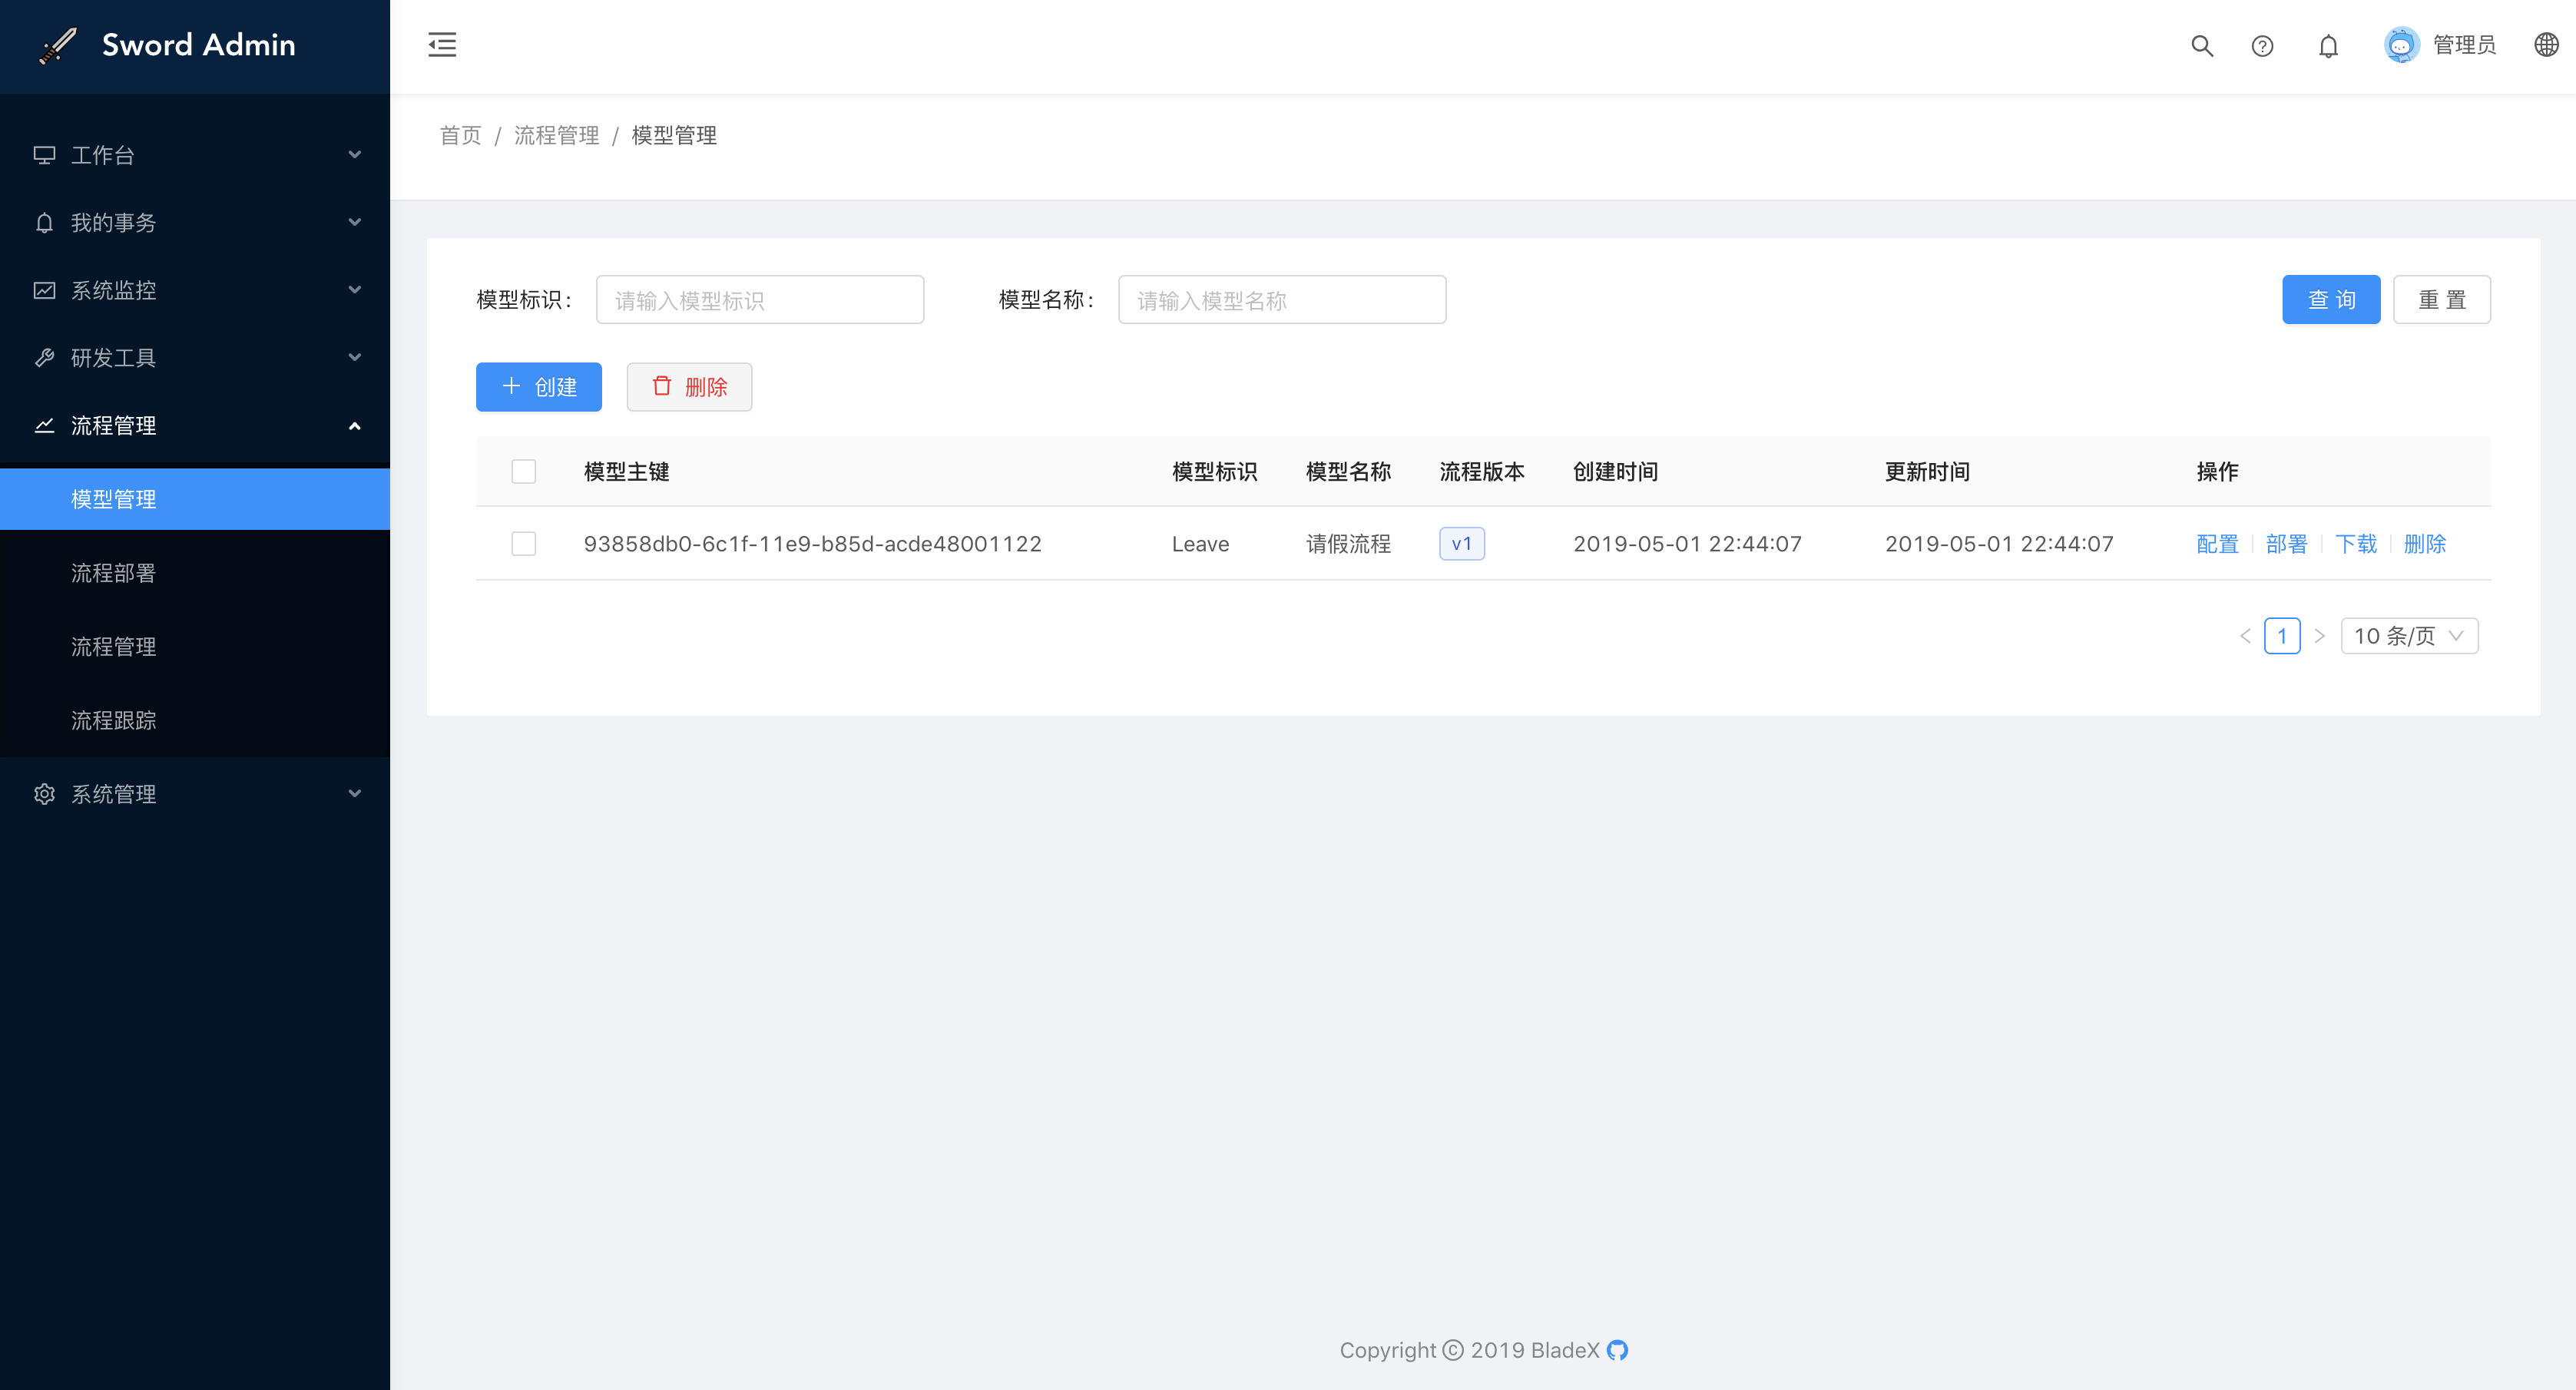 Sword Admin
管理员
工作台
我的事务
系统监控
研发工具
流程管理
模型管理
流程部署
流程管理
流程跟踪
系统管理
首页 / 流程管理 / 模型管理
模型标识: 请输入模型标识 模型名称: 请输入模型名称 查 询 重 置
创建 删除
模型主键 模型标识 模型名称 流程版本 创建时间 更新时间 操作
93858db0-6c1f-11e9-b85d-acde48001122 Leave 请假流程 v1 2019-05-01 22:44:07 2019-05-01 22:44:07 配置 部署 下载 删除
1 10 条/页
Copyright © 2019 BladeX